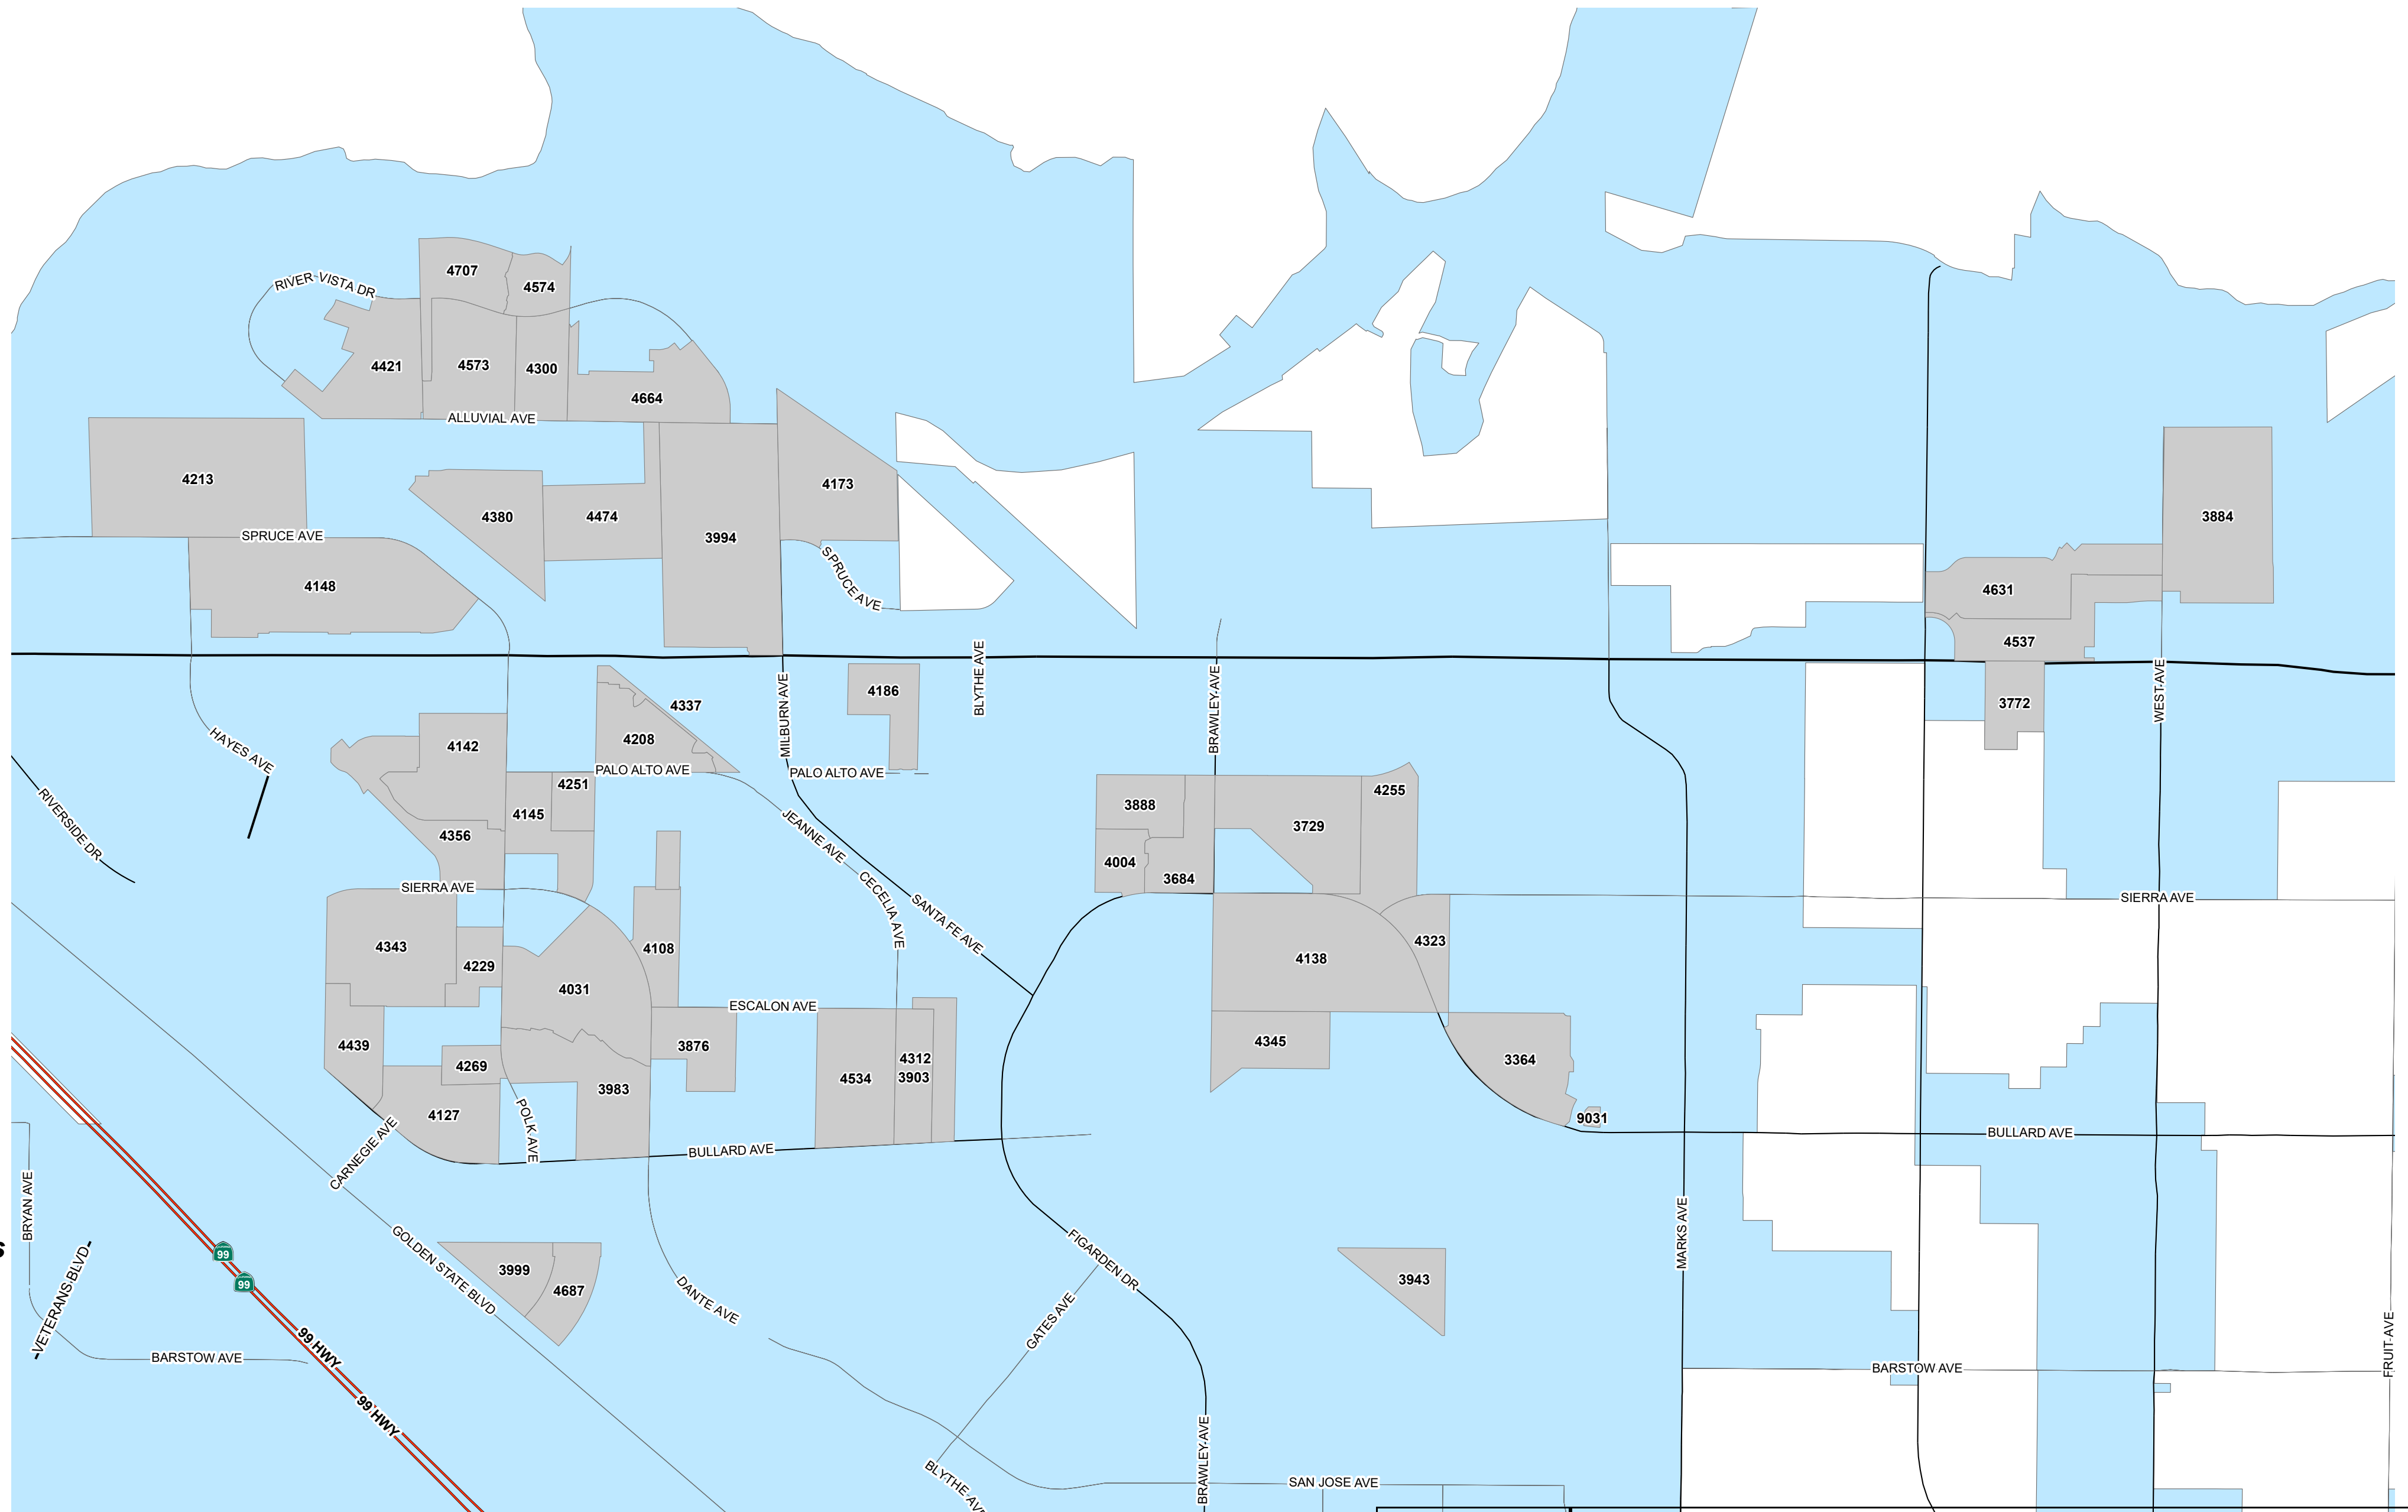 4707
4574
RIVER VISTA DR
4421
4573
4300
4664
ALLUVIAL AVE
4213
4380
4474
3994
4173
3884
SPRUCE AVE
SPRUCE AVE
4148
4631
4537
BLYTHE AVE
MILBURN AVE
BRAWLEY AVE
WEST AVE
4337
4186
3772
4208
4142
HAYES AVE
PALO ALTO AVE
PALO ALTO AVE
4251
4255
4145
3888
3729
RIVERSIDE DR
4356
JEANNE AVE
4004
3684
SIERRA AVE
CECELIA AVE
SANTA FE AVE
SIERRA AVE
4343
4229
4108
4323
4138
4031
ESCALON AVE
4439
4269
3876
4312
3903
4534
4345
3364
3983
4127
POLK AVE
9031
CARNEGIE AVE
BULLARD AVE
BULLARD AVE
BRYAN AVE
VETERANS BLVD
99
99
GOLDEN STATE BLVD
3999
4687
DANTE AVE
FIGARDEN DR
GATES AVE
3943
MARKS AVE
FRUIT AVE
99 HWY
99 HWY
BARSTOW AVE
BARSTOW AVE
BLYTHE AVE
BRAWLEY AVE
SAN JOSE AVE